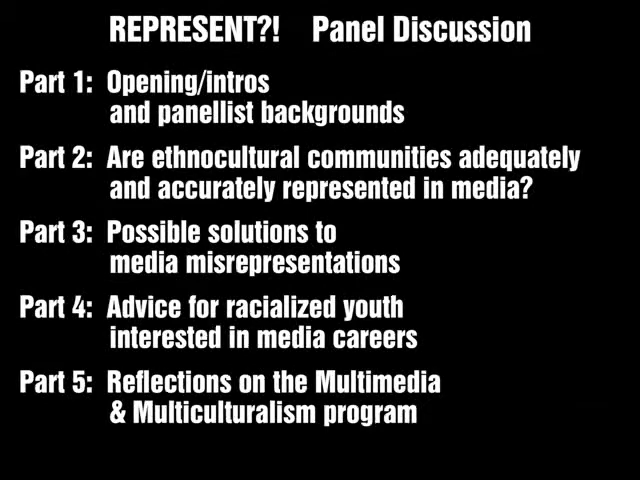 REPRESENT?! Panel Discussion
Part 1: Opening/intros
and panellist backgrounds
Part 2: Are ethnocultural communities adequately
and accurately represented in media?
Part 3: Possible solutions to
media misrepresentations
Part 4: Advice for racialized youth
interested in media careers
Part 5: Reflections on the Multimedia
& Multiculturalism program